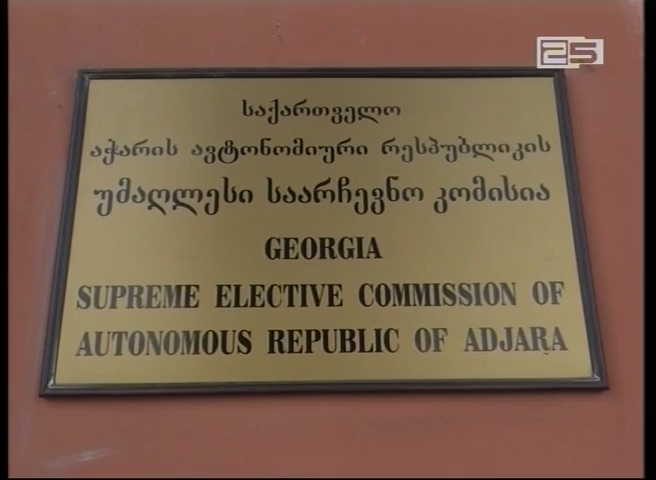 25
საქართველო
აჭარის ავტონომიური რესპუბლიკის
უმაღლესი საარჩევნო კომისია
GEORGIA
SUPREME ELECTIVE COMMISSION OF
AUTONOMOUS REPUBLIC OF ADJARA